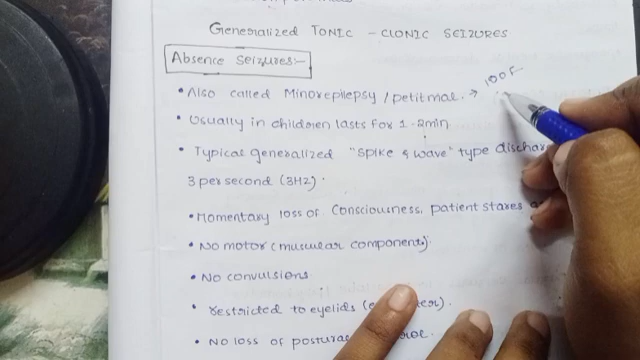 Generalized TONIC - CLONIC SEIZURES
Absence Seizures:-
• Also called Minorepilepsy / petitmal. →
• Usually in children lasts for 1-2min
• Typical generalized "spike & wave" type dischar
3 per second (3Hz).
• Momentary loss of consciousness, patient stares
• No motor (muscular component).
• No convulsions.
• restricted to eyelids
• No loss of postura